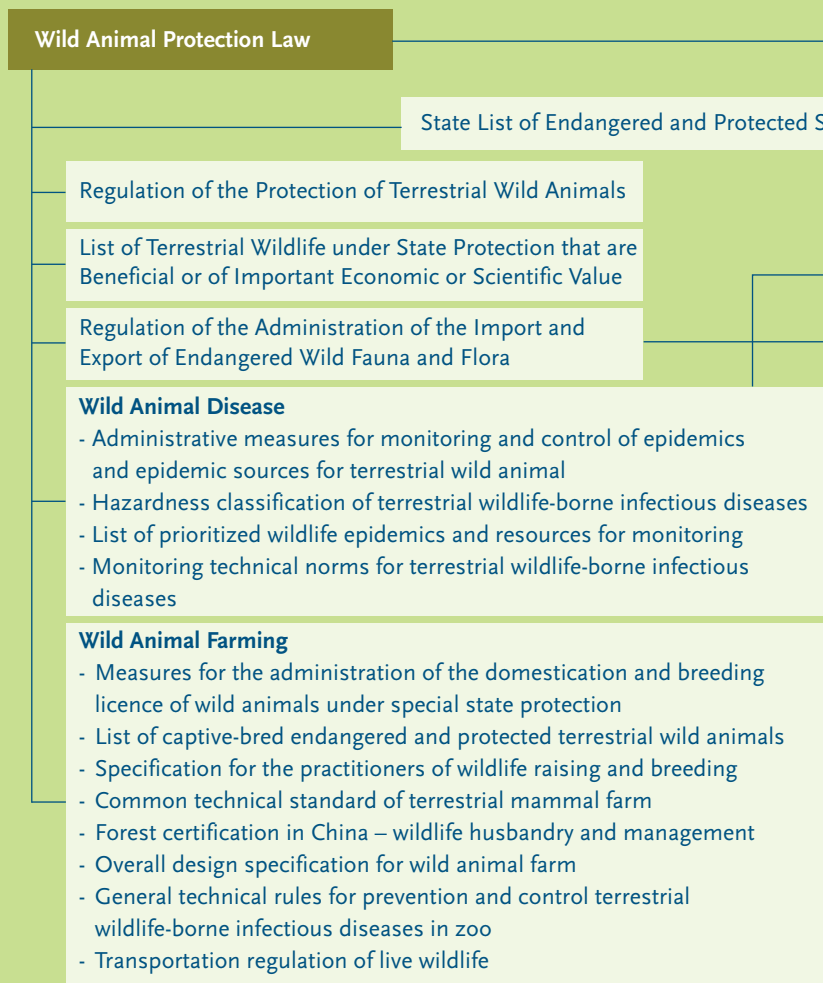 Wild Animal Protection Law
State List of Endangered and Protected
Regulation of the Protection of Terrestrial Wild Animals
List of Terrestrial Wildlife under State Protection that are
Beneficial or of Important Economic or Scientific Value
Regulation of the Administration of the Import and
Export of Endangered Wild Fauna and Flora
Wild Animal Disease
- Administrative measures for monitoring and control of epidemics
and epidemic sources for terrestrial wild animal
- Hazardness classification of terrestrial wildlife-borne infectious diseases
- List of prioritized wildlife epidemics and resources for monitoring
- Monitoring technical norms for terrestrial wildlife-borne infectious
diseases
Wild Animal Farming
- Measures for the administration of the domestication and breeding
licence of wild animals under special state protection
- List of captive-bred endangered and protected terrestrial wild animals
- Specification for the practitioners of wildlife raising and breeding
- Common technical standard of terrestrial mammal farm
- Forest certification in China – wildlife husbandry and management
- Overall design specification for wild animal farm
- General technical rules for prevention and control terrestrial
wildlife-borne infectious diseases in zoo
- Transportation regulation of live wildlife